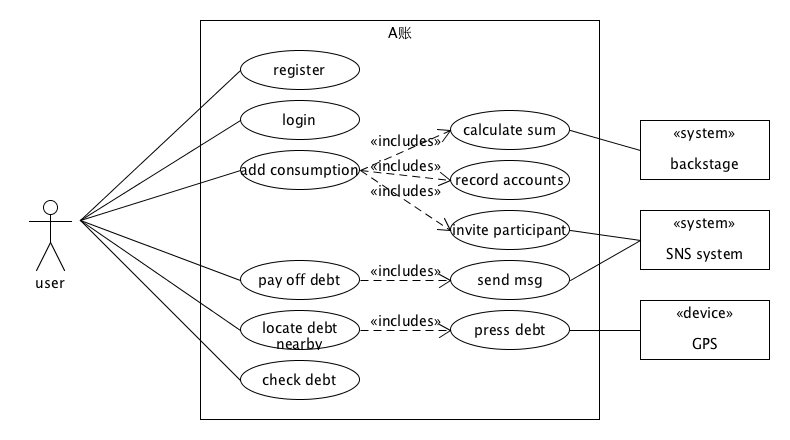 A账
register
login
add consumption
pay off debt
locate debt
nearby
check debt
«includes»
«includes»
«includes»
«includes»
«includes»
calculate sum
record accounts
invite participant
send msg
press debt
«system»
backstage
«system»
SNS system
«device»
GPS
user